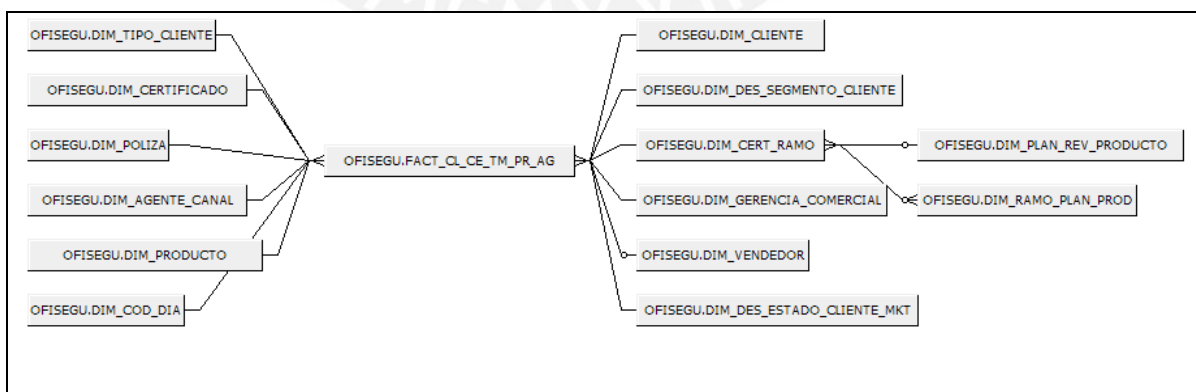 OFISEGU.DIM_TIPO_CLIENTE
OFISEGU.DIM_CERTIFICADO
OFISEGU.DIM_POLIZA
OFISEGU.DIM_AGENTE_CANAL
OFISEGU.DIM_PRODUCTO
OFISEGU.DIM_COD_DIA
OFISEGU.FACT_CL_CE_TM_PR_AG
OFISEGU.DIM_CLIENTE
OFISEGU.DIM_DES_SEGMENTO_CLIENTE
OFISEGU.DIM_CERT_RAMO
OFISEGU.DIM_GERENCIA_COMERCIAL
OFISEGU.DIM_VENDEDOR
OFISEGU.DIM_DES_ESTADO_CLIENTE_MKT
OFISEGU.DIM_PLAN_REV_PRODUCTO
OFISEGU.DIM_RAMO_PLAN_PROD